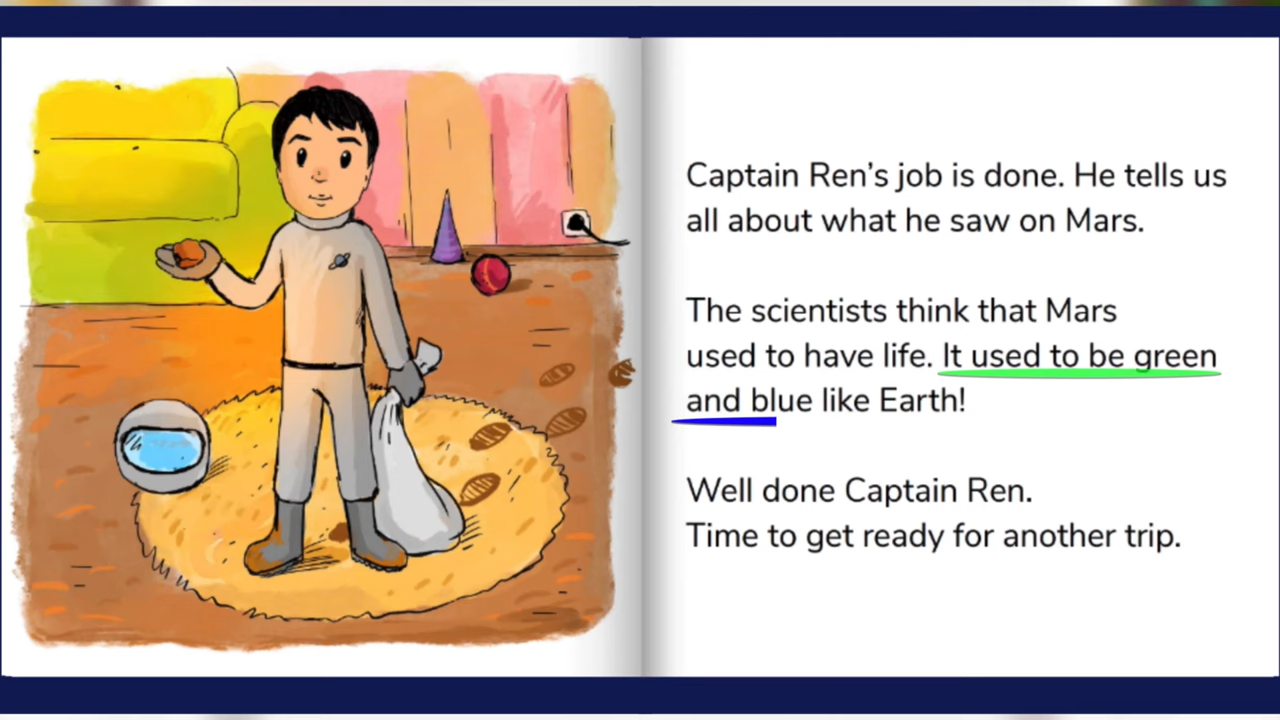 Captain Ren’s job is done. He tells us
all about what he saw on Mars.
The scientists think that Mars
used to have life. It used to be green
and blue like Earth!
Well done Captain Ren.
Time to get ready for another trip.